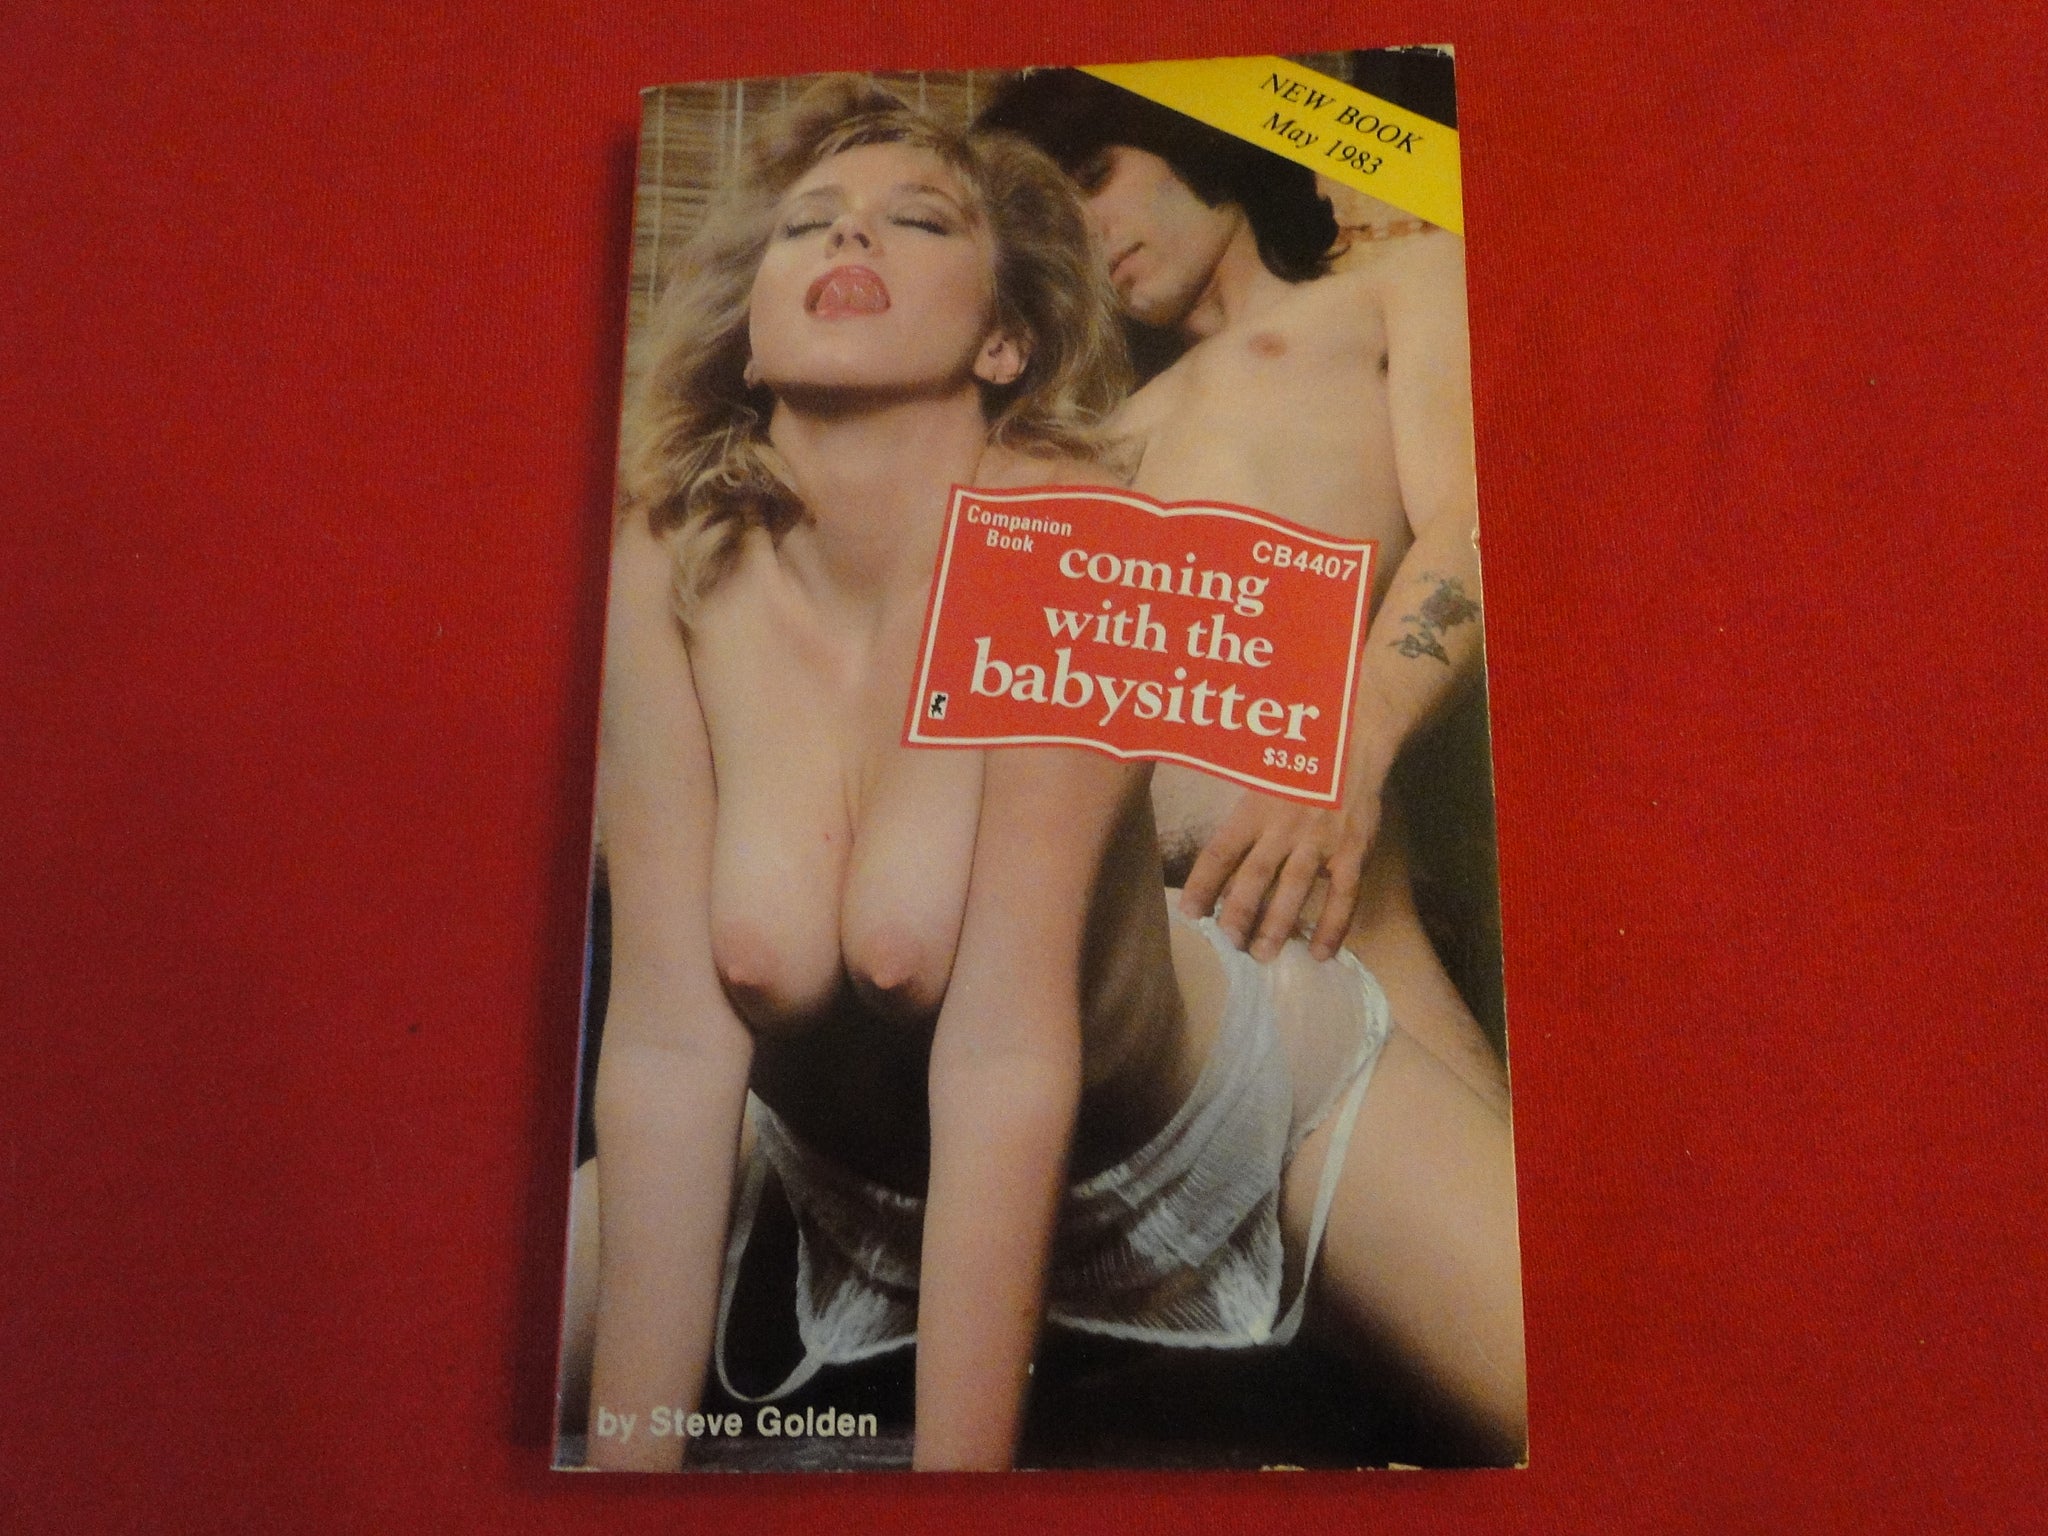 NEW BOOK
May 1983
Companion
Book
CB4407
coming
with the
babysitter
$3.95
by Steve Golden